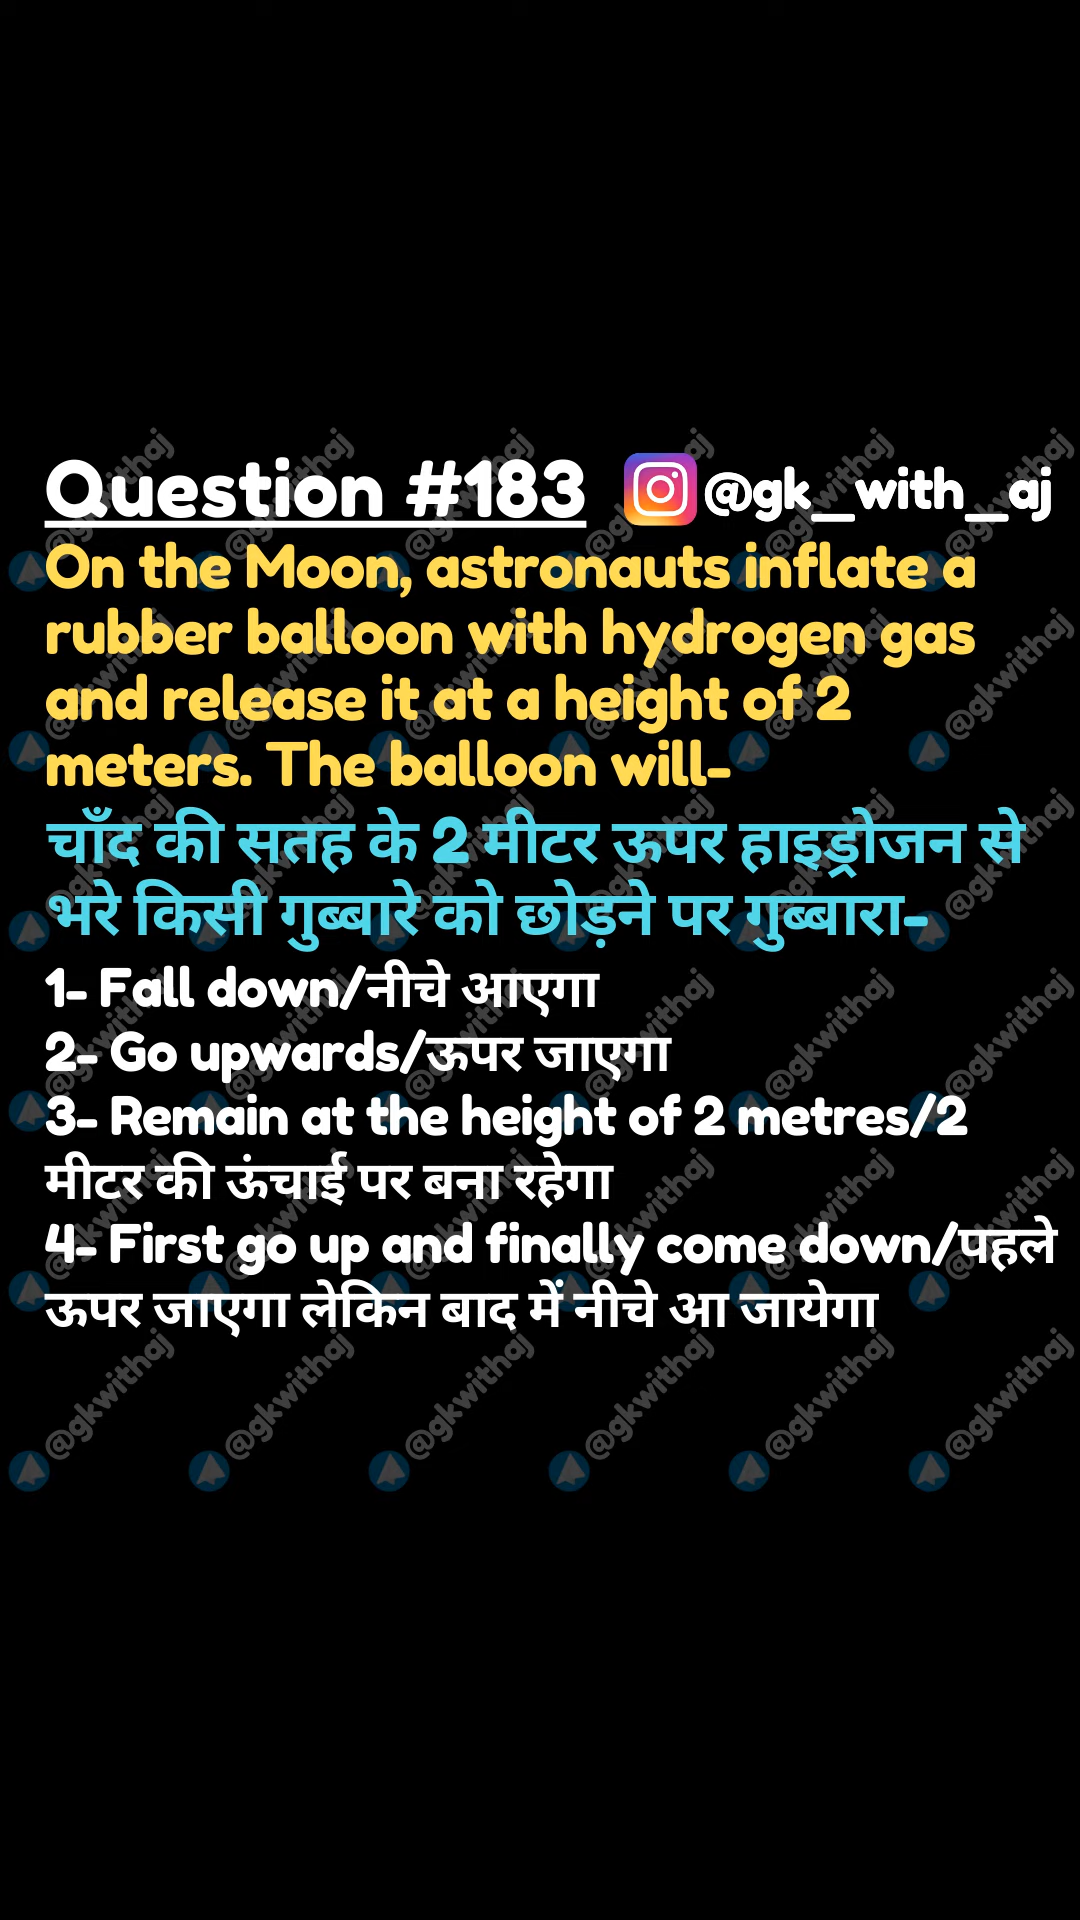 Question #183 @gk_with_aj
On the Moon, astronauts inflate a
rubber balloon with hydrogen gas
and release it at a height of 2
meters. The balloon will-
चाँद की सतह के 2 मीटर ऊपर हाइड्रोजन से
भरे किसी गुब्बारे को छोड़ने पर गुब्बारा-
1- Fall down/नीचे आएगा
2- Go upwards/ऊपर जाएगा
3- Remain at the height of 2 metres/2
मीटर की ऊंचाई पर बना रहेगा
4- First go up and finally come down/पहले
ऊपर जाएगा लेकिन बाद में नीचे आ जायेगा
@gkwithaj